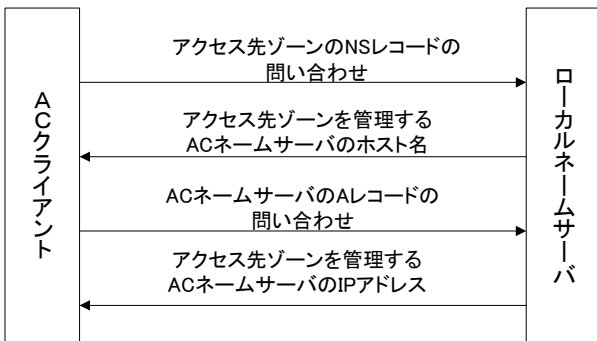 ACクライアント
アクセス先ゾーンのNSレコードの
問い合わせ
アクセス先ゾーンを管理する
ACネームサーバのホスト名
ACネームサーバのAレコードの
問い合わせ
アクセス先ゾーンを管理する
ACネームサーバのIPアドレス
ローカルネームサーバ